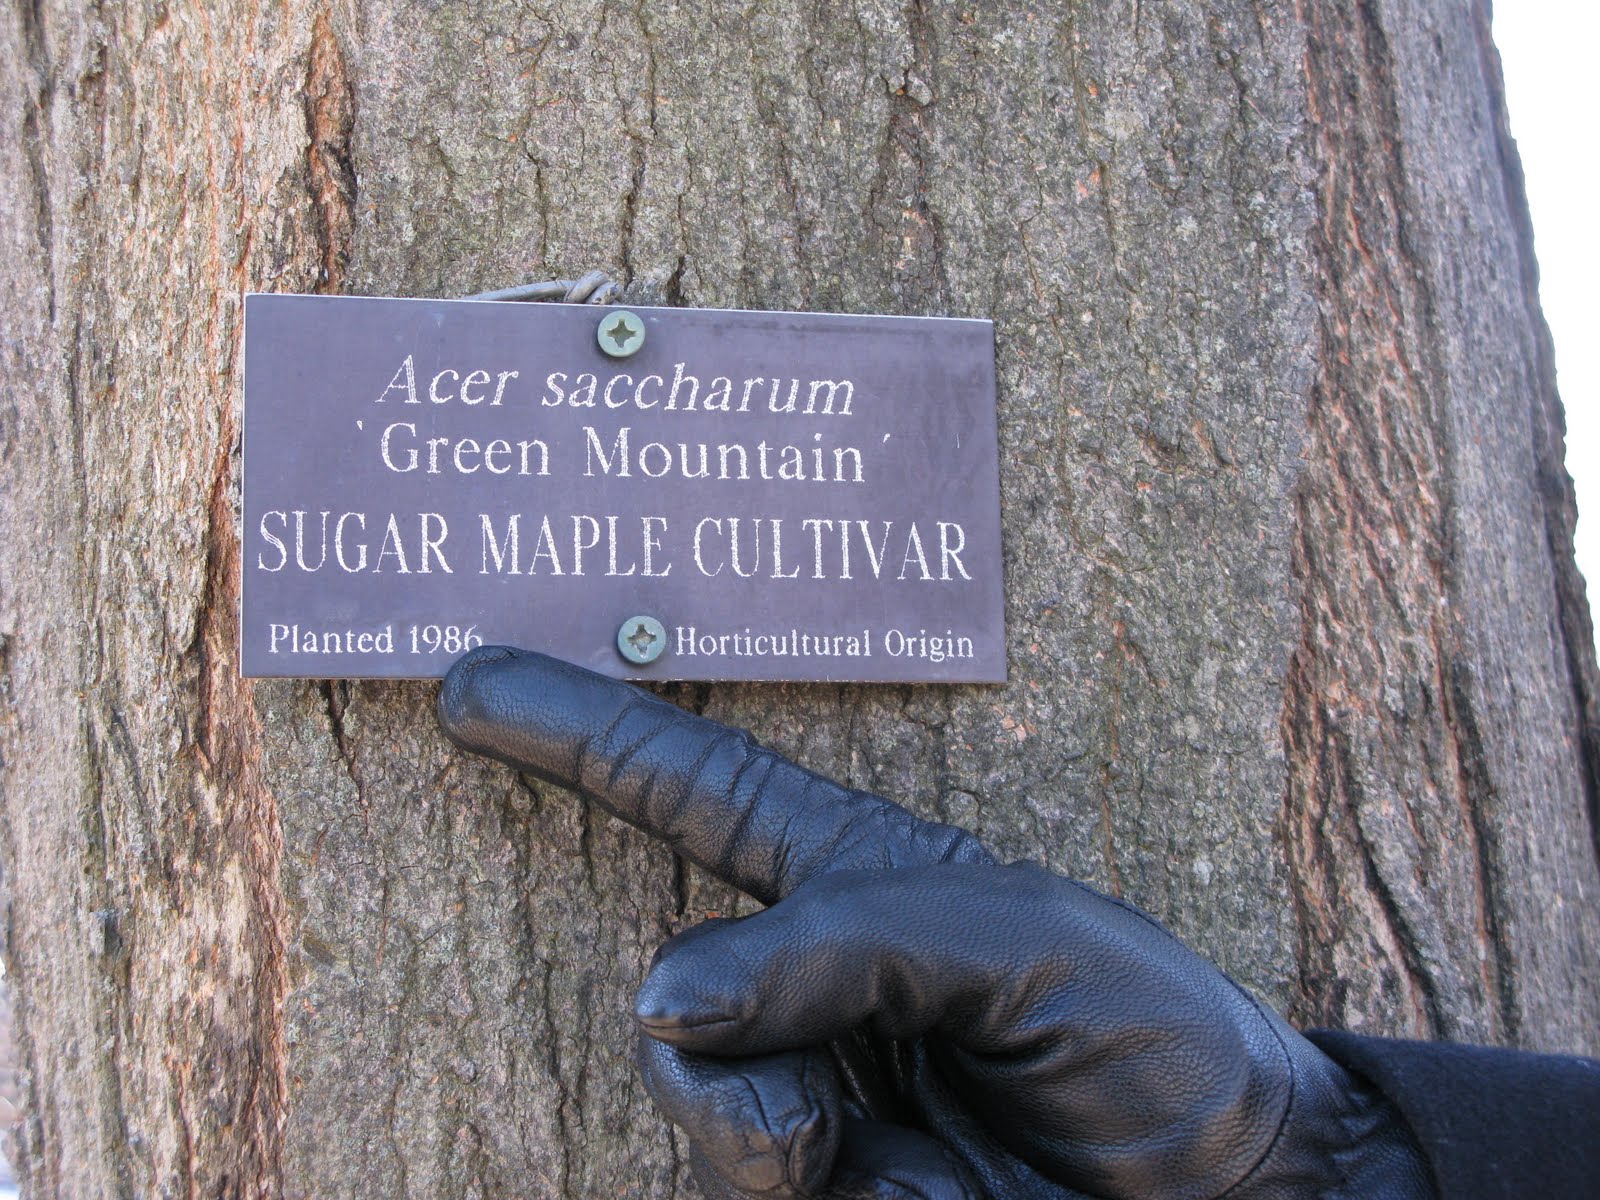 Acer saccharum
'Green Mountain'
SUGAR MAPLE CULTIVAR
Planted 1986 Horticultural Origin